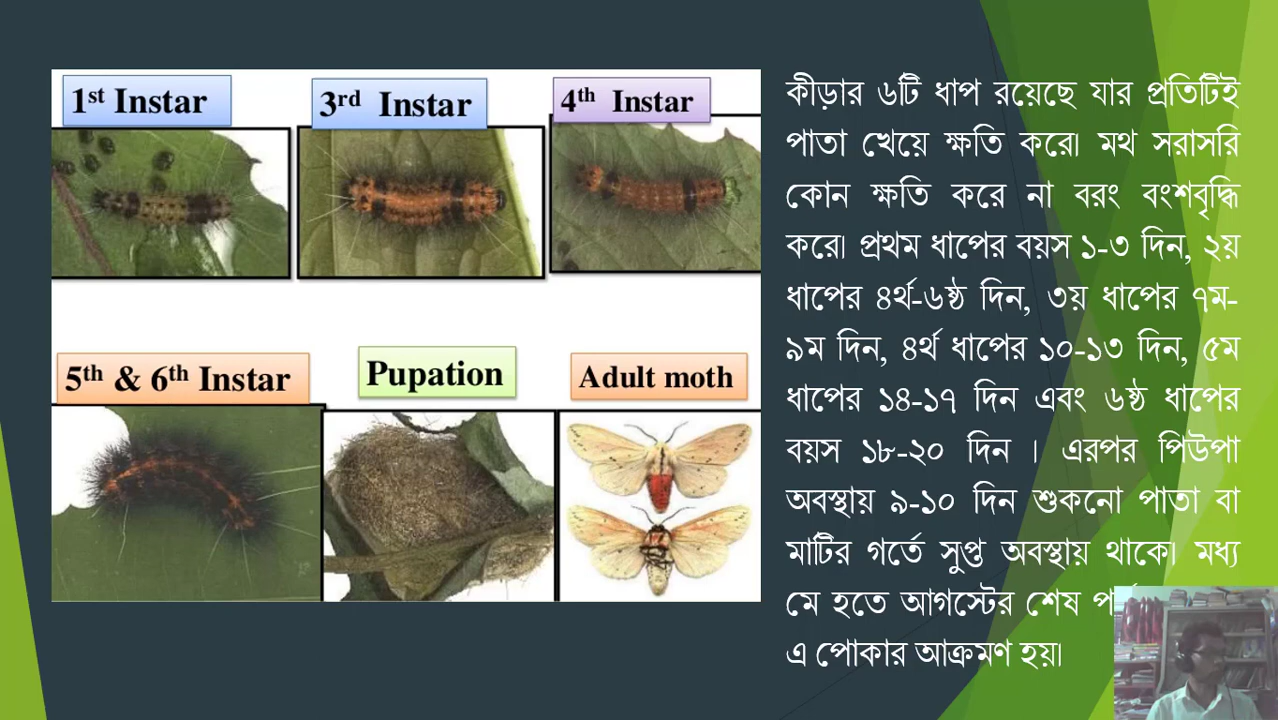 1st Instar
3rd Instar
4th Instar
5th & 6th Instar
Pupation
Adult moth
কীড়ার ৬টি ধাপ রয়েছে যার প্রতিটিই
পাতা খেয়ে ক্ষতি করে। মথ সরাসরি
কোন ক্ষতি করে না বরং বংশবৃদ্ধি
করে। প্রথম ধাপের বয়স ১-৩ দিন, ২য়
ধাপের ৪র্থ-৬ষ্ঠ দিন, ৩য় ধাপের ৭ম-
৯ম দিন, ৪র্থ ধাপের ১০-১৩ দিন, ৫ম
ধাপের ১৪-১৭ দিন এবং ৬ষ্ঠ ধাপের
বয়স ১৮-২০ দিন । এরপর পিউপা
অবস্থায় ৯-১০ দিন শুকনো পাতা বা
মাটির গর্তে সুপ্ত অবস্থায় থাকে। মধ্য
মে হতে আগস্টের শেষ
এ পোকার আক্রমণ হয়।